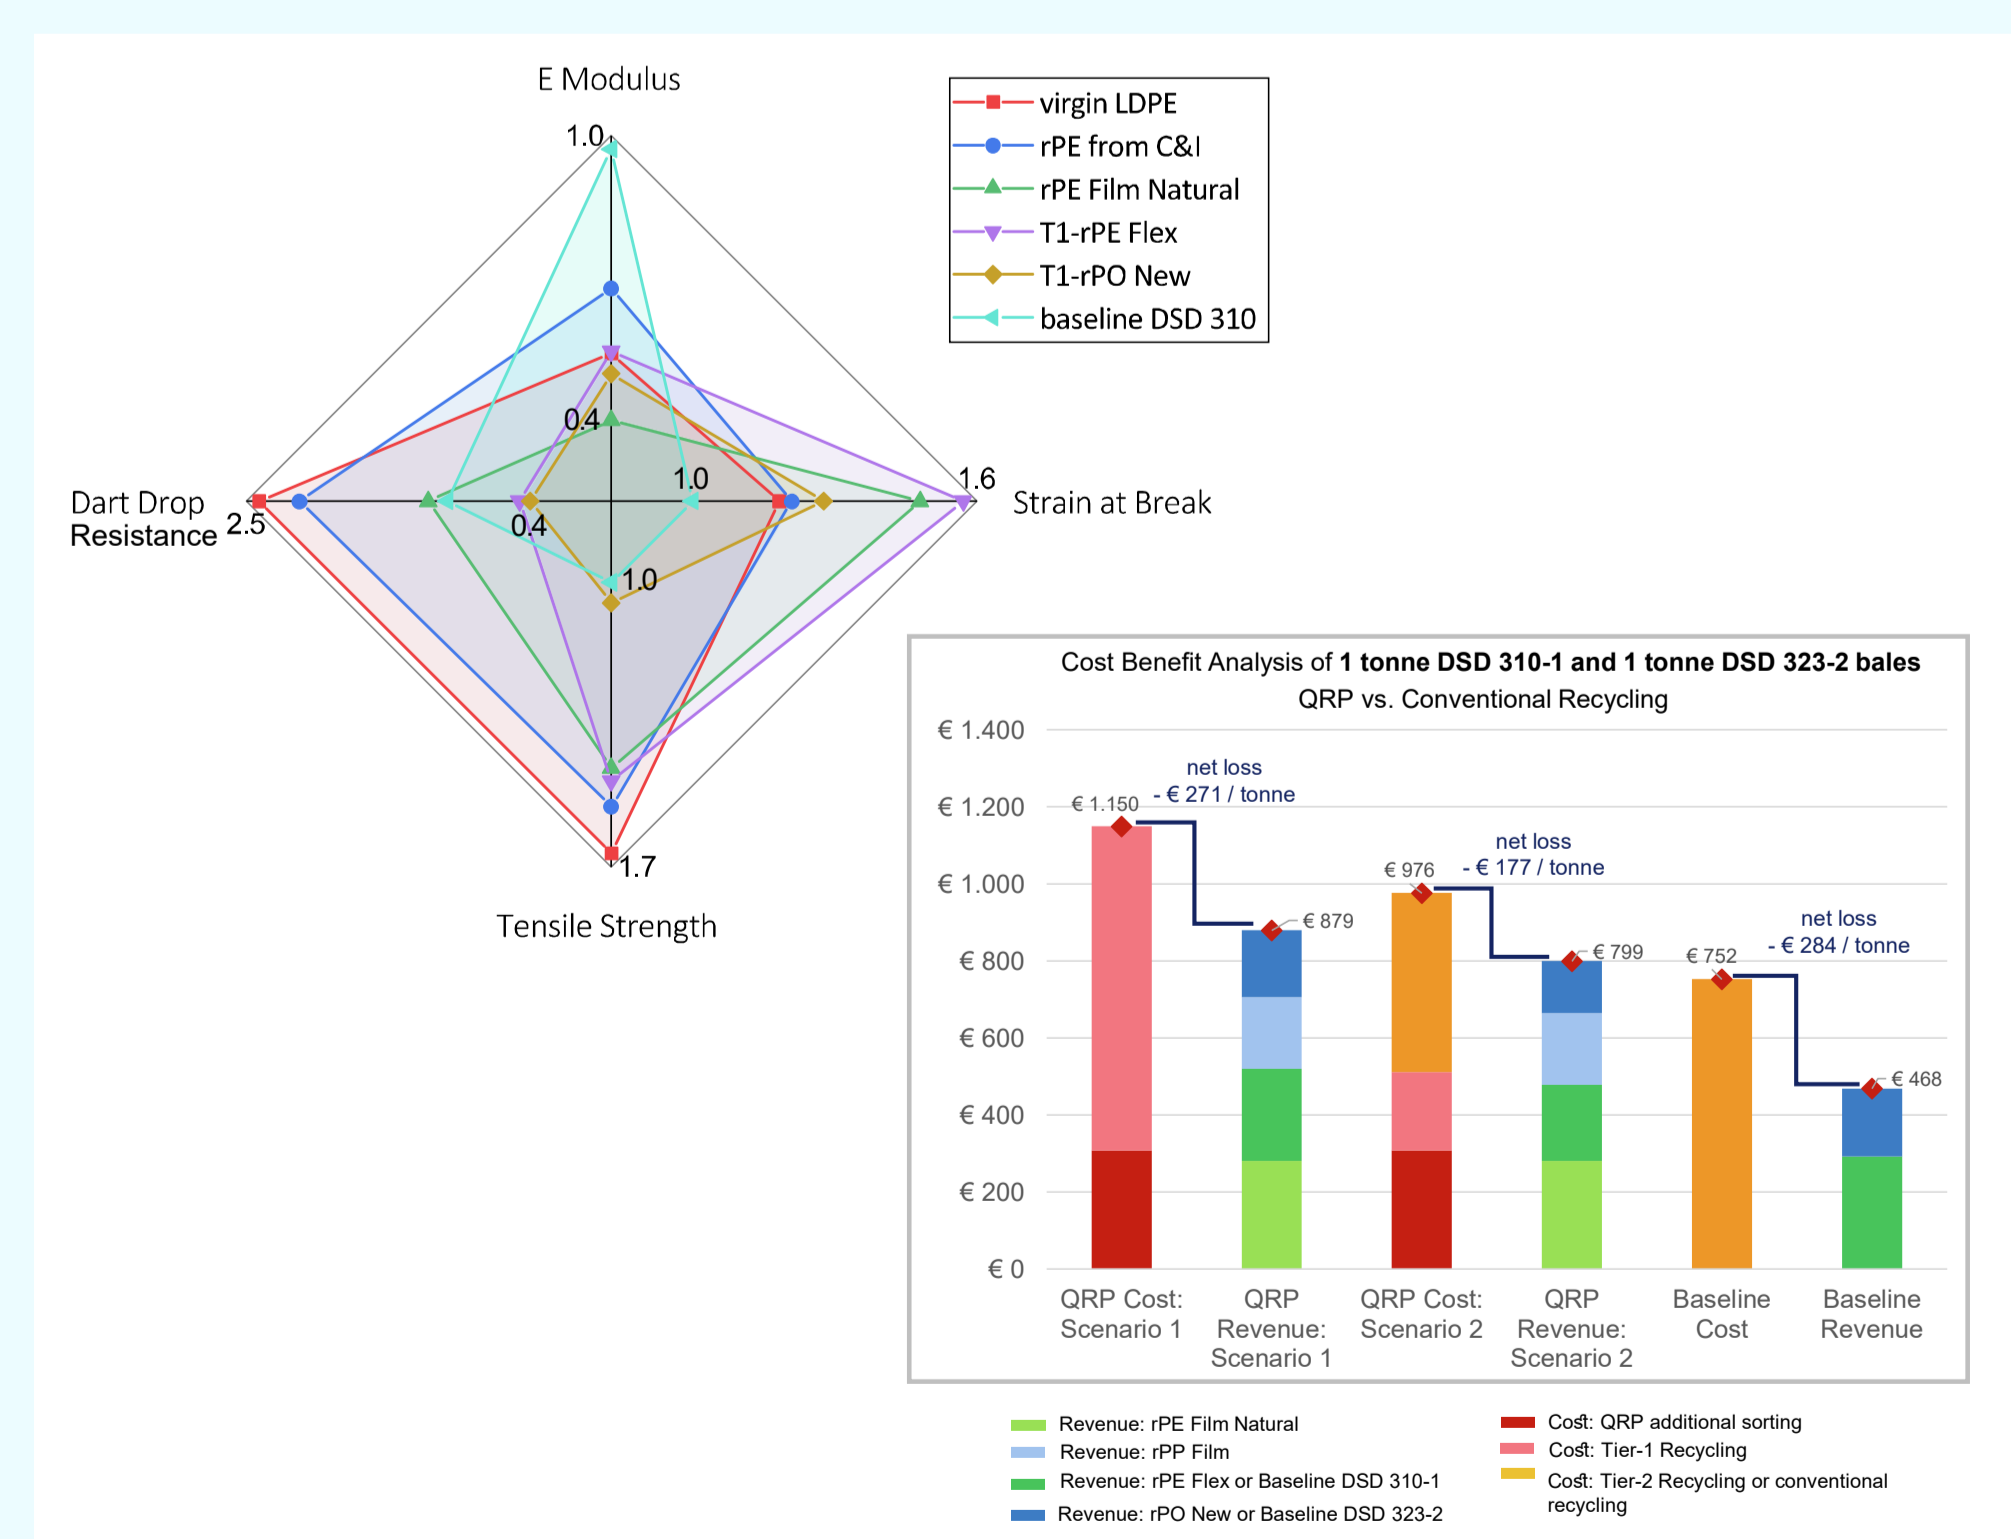 E Modulus
1.0
0.4
1.0
1.6
Strain at Break
Dart Drop
Resistance
2.5
0.4
1.0
1.7
Tensile Strength
virgin LDPE
rPE from C&I
rPE Film Natural
T1-rPE Flex
T1-rPO New
baseline DSD 310
Cost Benefit Analysis of 1 tonne DSD 310-1 and 1 tonne DSD 323-2 bales
QRP vs. Conventional Recycling
€ 1.400
€ 1.200
€ 1.000
€ 800
€ 600
€ 400
€ 200
€ 0
€ 1.150
net loss
- € 271 / tonne
€ 879
€ 976
net loss
- € 177 / tonne
€ 799
€ 752
net loss
- € 284 / tonne
€ 468
QRP Cost:
Scenario 1
QRP
Revenue:
Scenario 1
QRP Cost:
Scenario 2
QRP
Revenue:
Scenario 2
Baseline
Cost
Baseline
Revenue
Revenue: rPE Film Natural
Revenue: rPP Film
Revenue: rPE Flex or Baseline DSD 310-1
Revenue: rPO New or Baseline DSD 323-2
Cost: QRP additional sorting
Cost: Tier-1 Recycling
Cost: Tier-2 Recycling or conventional
recycling